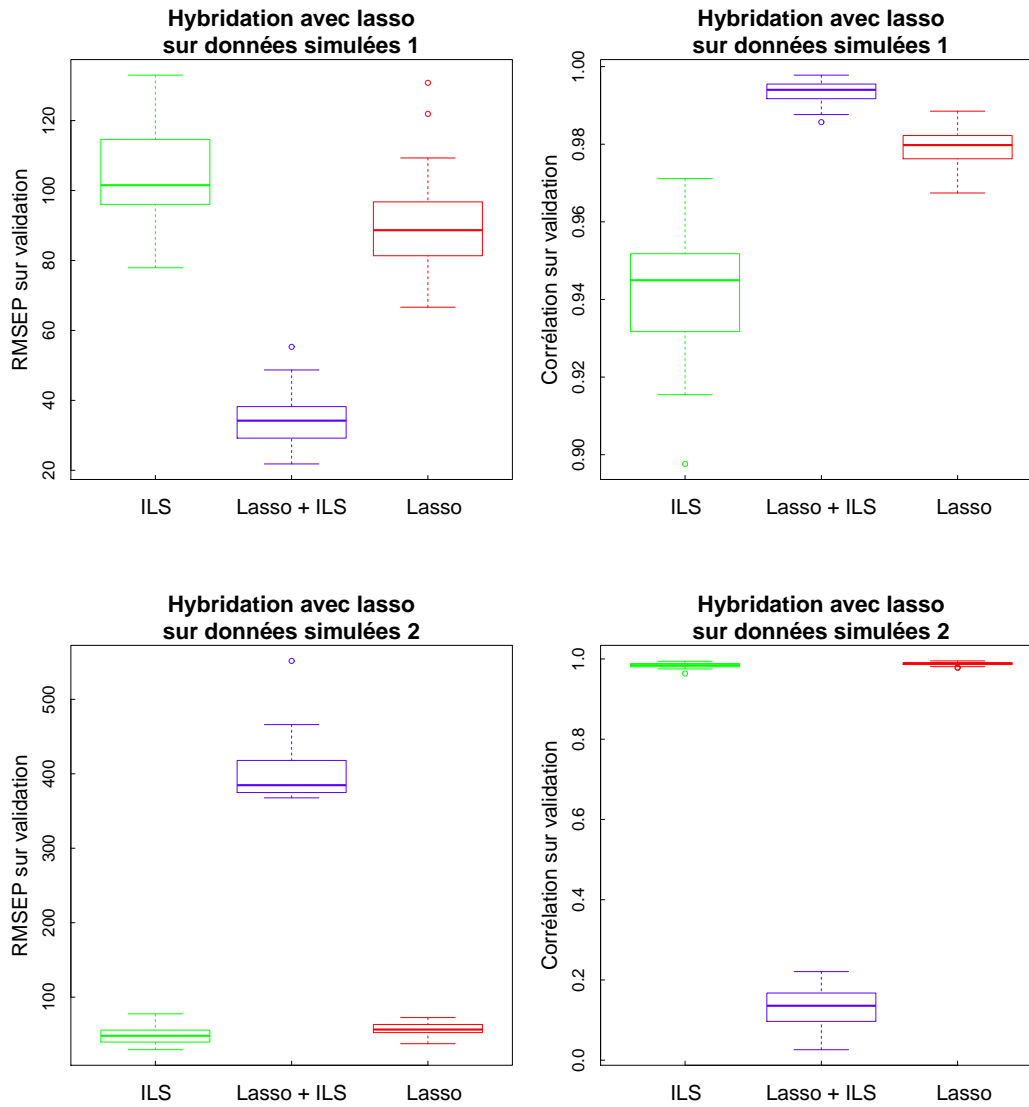 Hybridation avec lasso
sur données simulées 1
RMSEP sur validation
120
100
80
60
40
20
ILS Lasso + ILS Lasso
Hybridation avec lasso
sur données simulées 1
Corrélation sur validation
1.00
0.98
0.96
0.94
0.92
0.90
ILS Lasso + ILS Lasso
Hybridation avec lasso
sur données simulées 2
RMSEP sur validation
500
400
300
200
100
ILS Lasso + ILS Lasso
Hybridation avec lasso
sur données simulées 2
Corrélation sur validation
1.0
0.8
0.6
0.4
0.2
0.0
ILS Lasso + ILS Lasso